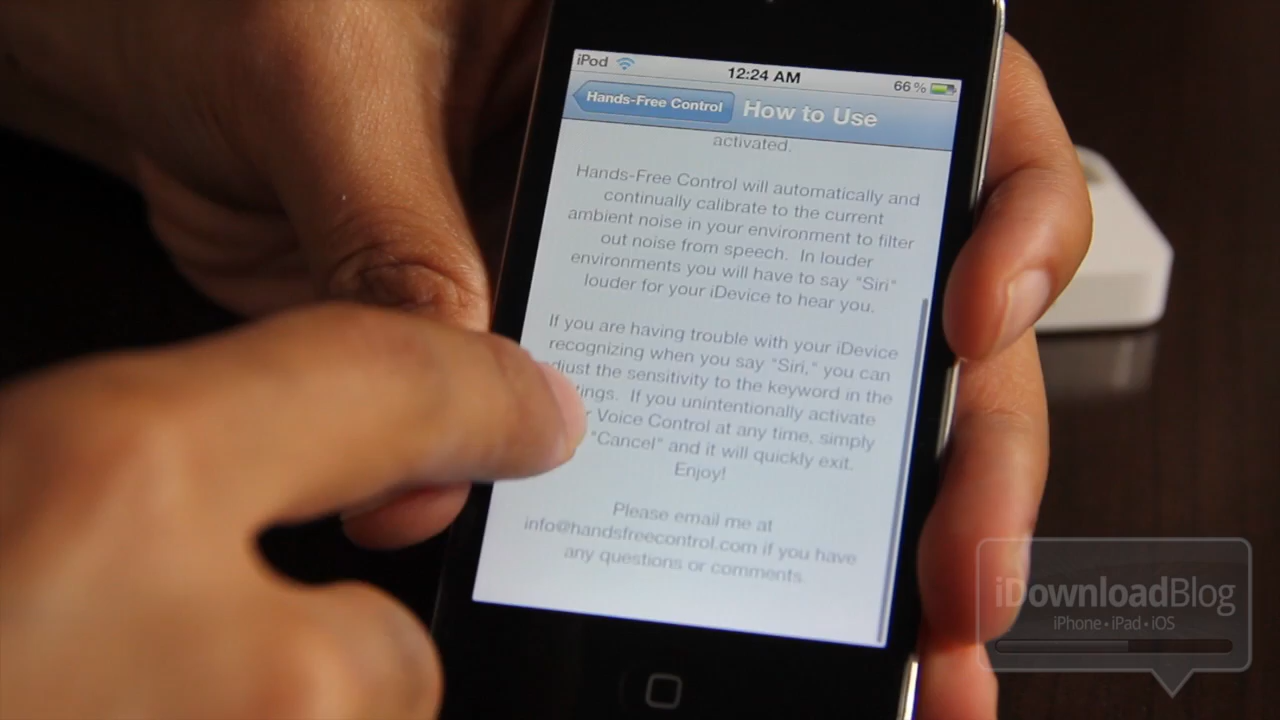 iPod 12:24 AM 66%
Hands-Free Control How to Use
activated.
Hands-Free Control will automatically and
continually calibrate to the current
ambient noise in your environment to filter
out noise from speech. In louder
environments you will have to say "Siri"
louder for your iDevice to hear you.
If you are having trouble with your iDevice
recognizing when you say "Siri," you can
djust the sensitivity to the keyword in the
tings. If you unintentionally activate
r Voice Control at any time, simply
"Cancel" and it will quickly exit.
Enjoy!
Please email me at
info@handsfreecontrol.com if you have
any questions or comments.
iDownloadBlog
iPhone • iPad • iOS